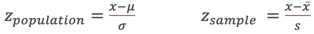 z_population = (x−μ)/σ z_sample = (x−x̄)/s